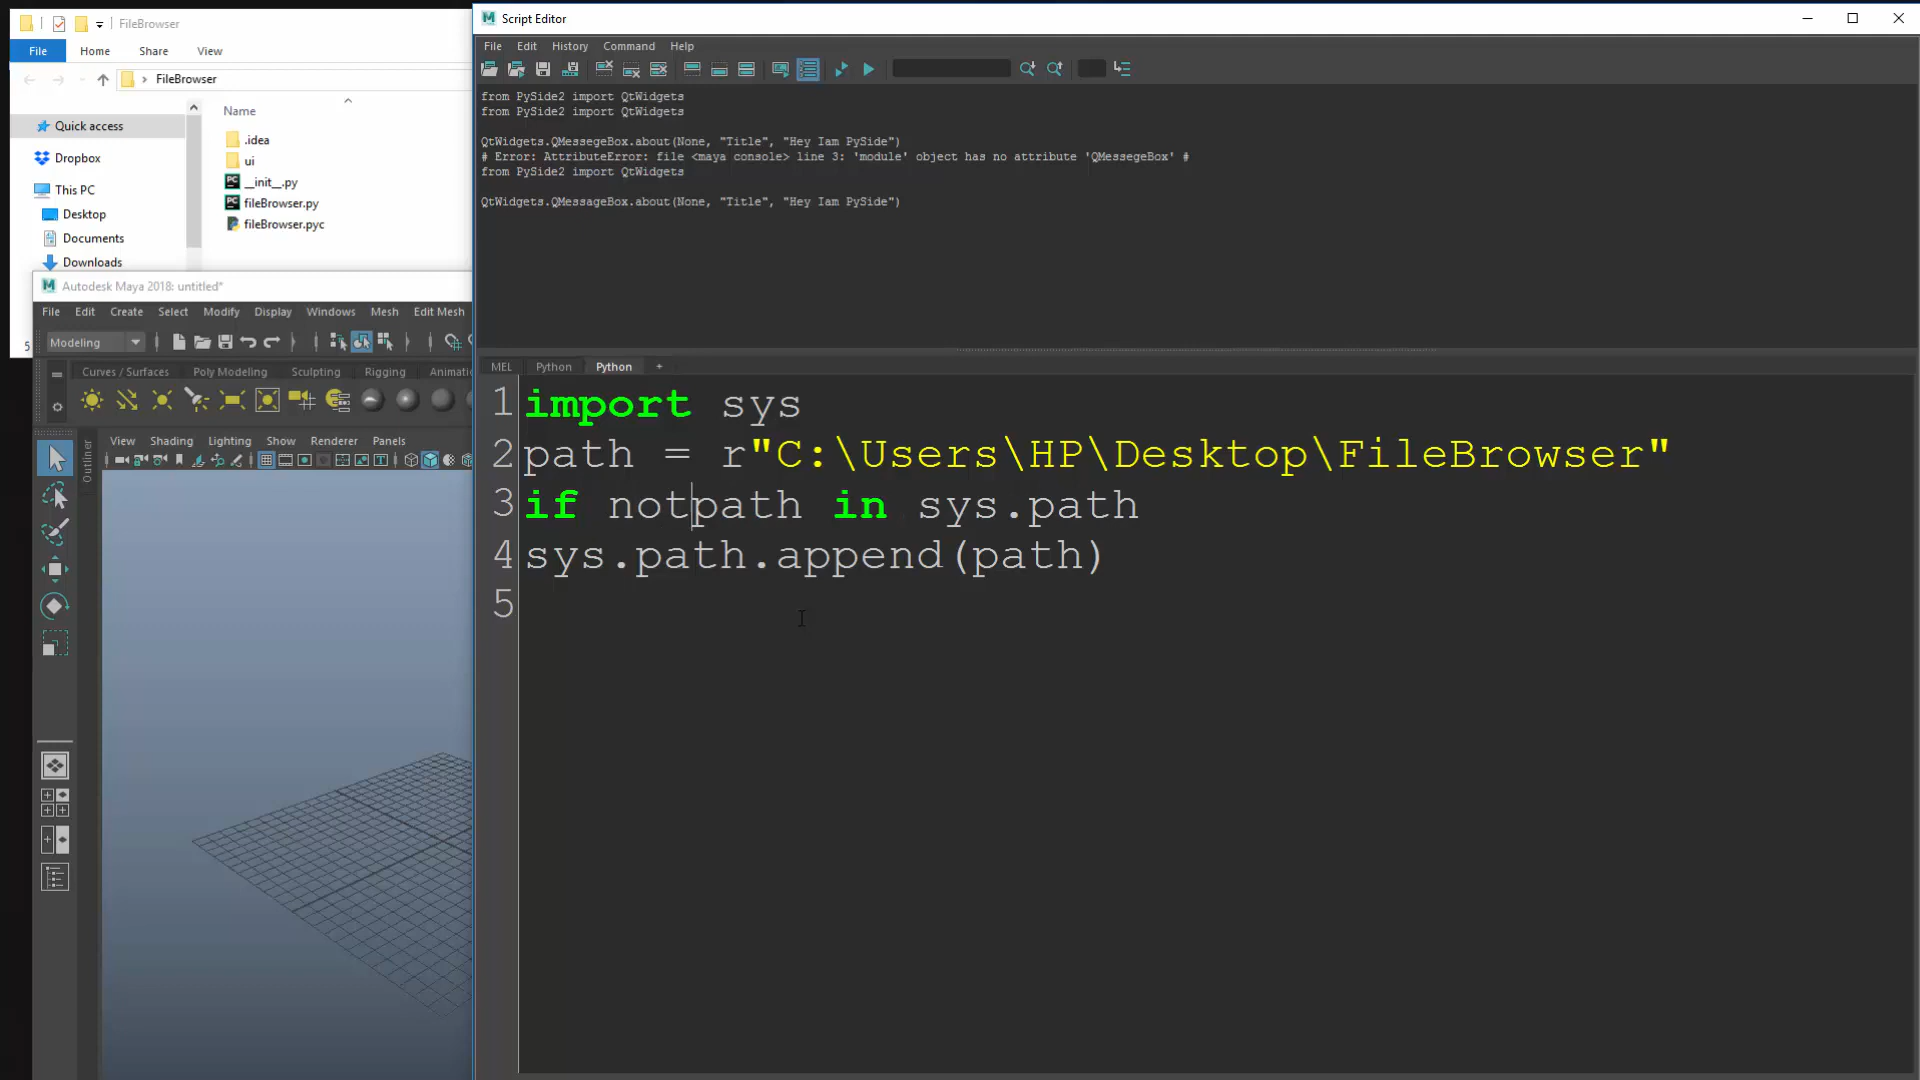 FileBrowser
File Home Share View
FileBrowser
Name
Quick access
Dropbox
This PC
Desktop
Documents
Downloads
.idea
ui
__init__.py
fileBrowser.py
fileBrowser.pyc
5
Autodesk Maya 2018: untitled*
File Edit Create Select Modify Display Windows Mesh Edit Mesh
Modeling
Curves / Surfaces Poly Modeling Sculpting Rigging Animati
View Shading Lighting Show Renderer Panels
Outliner
Script Editor
File Edit History Command Help
from PySide2 import QtWidgets
from PySide2 import QtWidgets
QtWidgets.QMessegeBox.about(None, "Title", "Hey Iam PySide")
# Error: AttributeError: file <maya console> line 3: 'module' object has no attribute 'QMessegeBox' #
from PySide2 import QtWidgets
QtWidgets.QMessageBox.about(None, "Title", "Hey Iam PySide")
MEL Python Python +
1 import sys
2 path = r"C:\Users\HP\Desktop\FileBrowser"
3 if notpath in sys.path
4 sys.path.append(path)
5